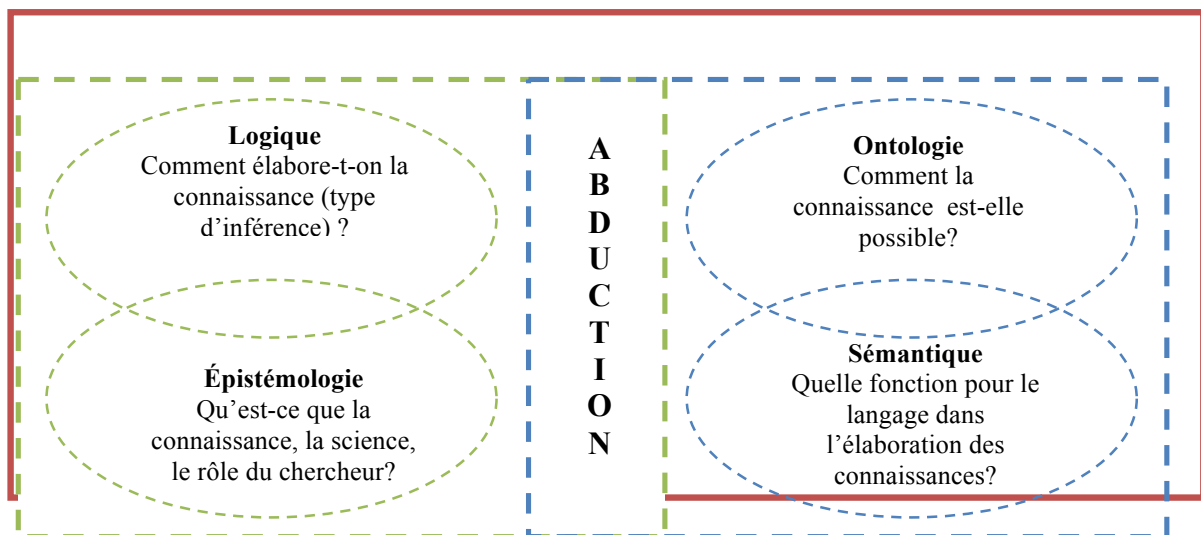 Logique
Comment élabore-t-on la
connaissance (type
d’inférence) ?
Épistémologie
Qu’est-ce que la
connaissance, la science,
le rôle du chercheur?
A
B
D
U
C
T
I
O
N
Ontologie
Comment la
connaissance est-elle
possible?
Sémantique
Quelle fonction pour le
langage dans
l’élaboration des
connaissances?